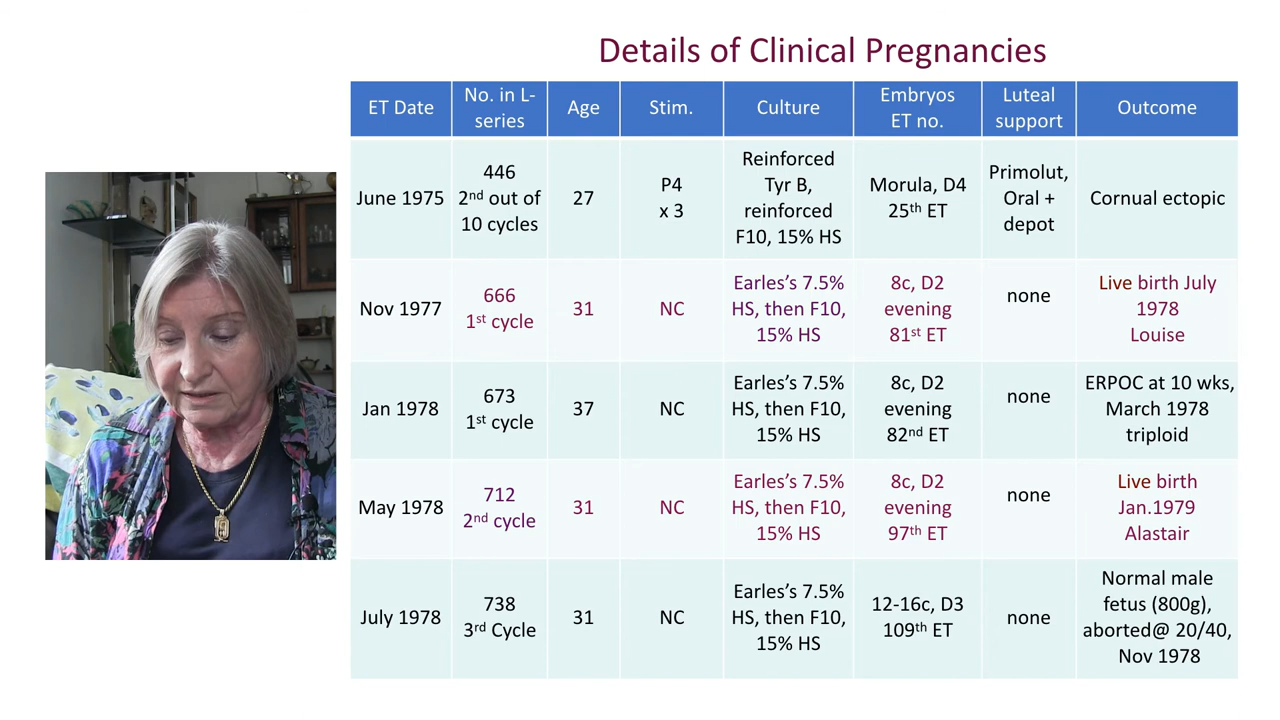 Details of Clinical Pregnancies
ET Date
No. in L-
series
Age
Stim.
Culture
Embryos
ET no.
Luteal
support
Outcome
June 1975
446
2nd out of
10 cycles
27
P4
x 3
Reinforced
Tyr B,
reinforced
F10, 15% HS
Morula, D4
25th ET
Primolut,
Oral +
depot
Cornual ectopic
Nov 1977
666
1st cycle
31
NC
Earles's 7.5%
HS, then F10,
15% HS
8c, D2
evening
81st ET
none
Live birth July
1978
Louise
Jan 1978
673
1st cycle
37
NC
Earles's 7.5%
HS, then F10,
15% HS
8c, D2
evening
82nd ET
none
ERPOC at 10 wks,
March 1978
triploid
May 1978
712
2nd cycle
31
NC
Earles's 7.5%
HS, then F10,
15% HS
8c, D2
evening
97th ET
none
Live birth
Jan.1979
Alastair
July 1978
738
3rd Cycle
31
NC
Earles's 7.5%
HS, then F10,
15% HS
12-16c, D3
109th ET
none
Normal male
fetus (800g),
aborted@ 20/40,
Nov 1978